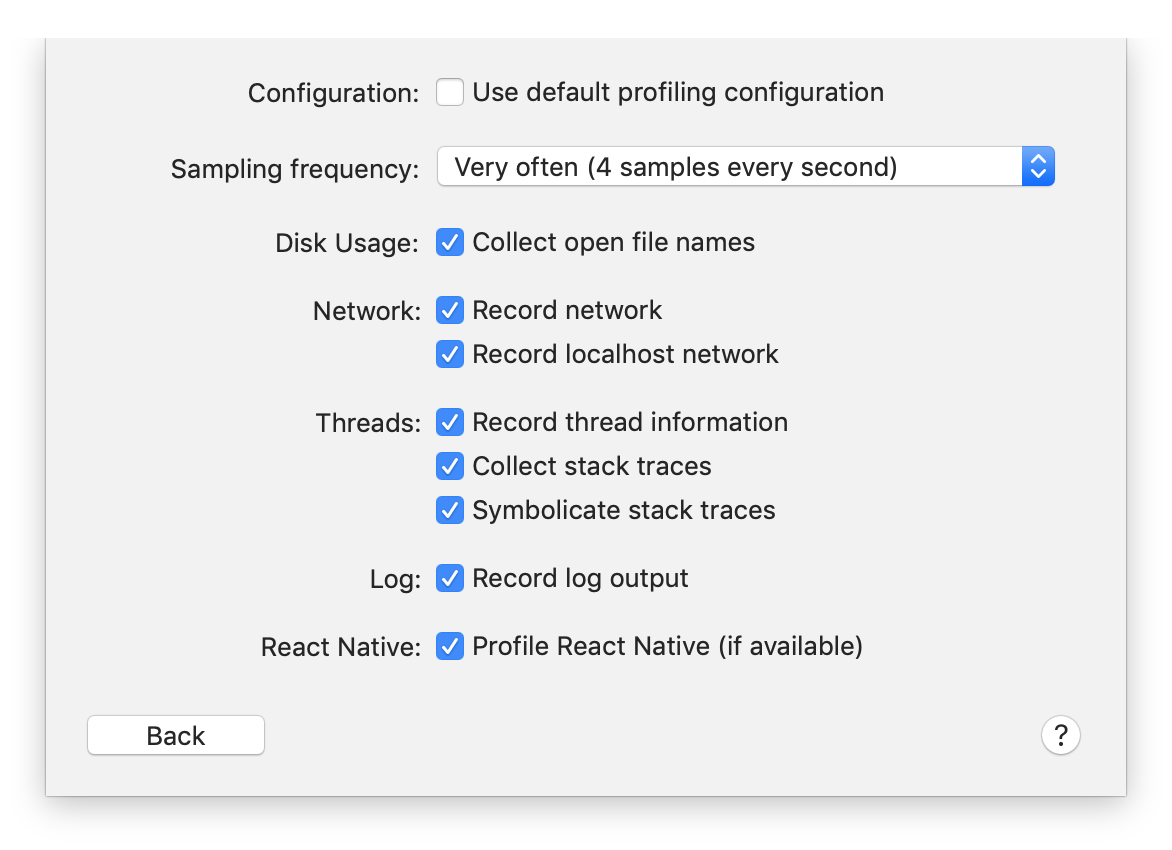 Configuration: Use default profiling configuration
Sampling frequency: Very often (4 samples every second)
Disk Usage: Collect open file names
Network: Record network
Record localhost network
Threads: Record thread information
Collect stack traces
Symbolicate stack traces
Log: Record log output
React Native: Profile React Native (if available)
Back ?